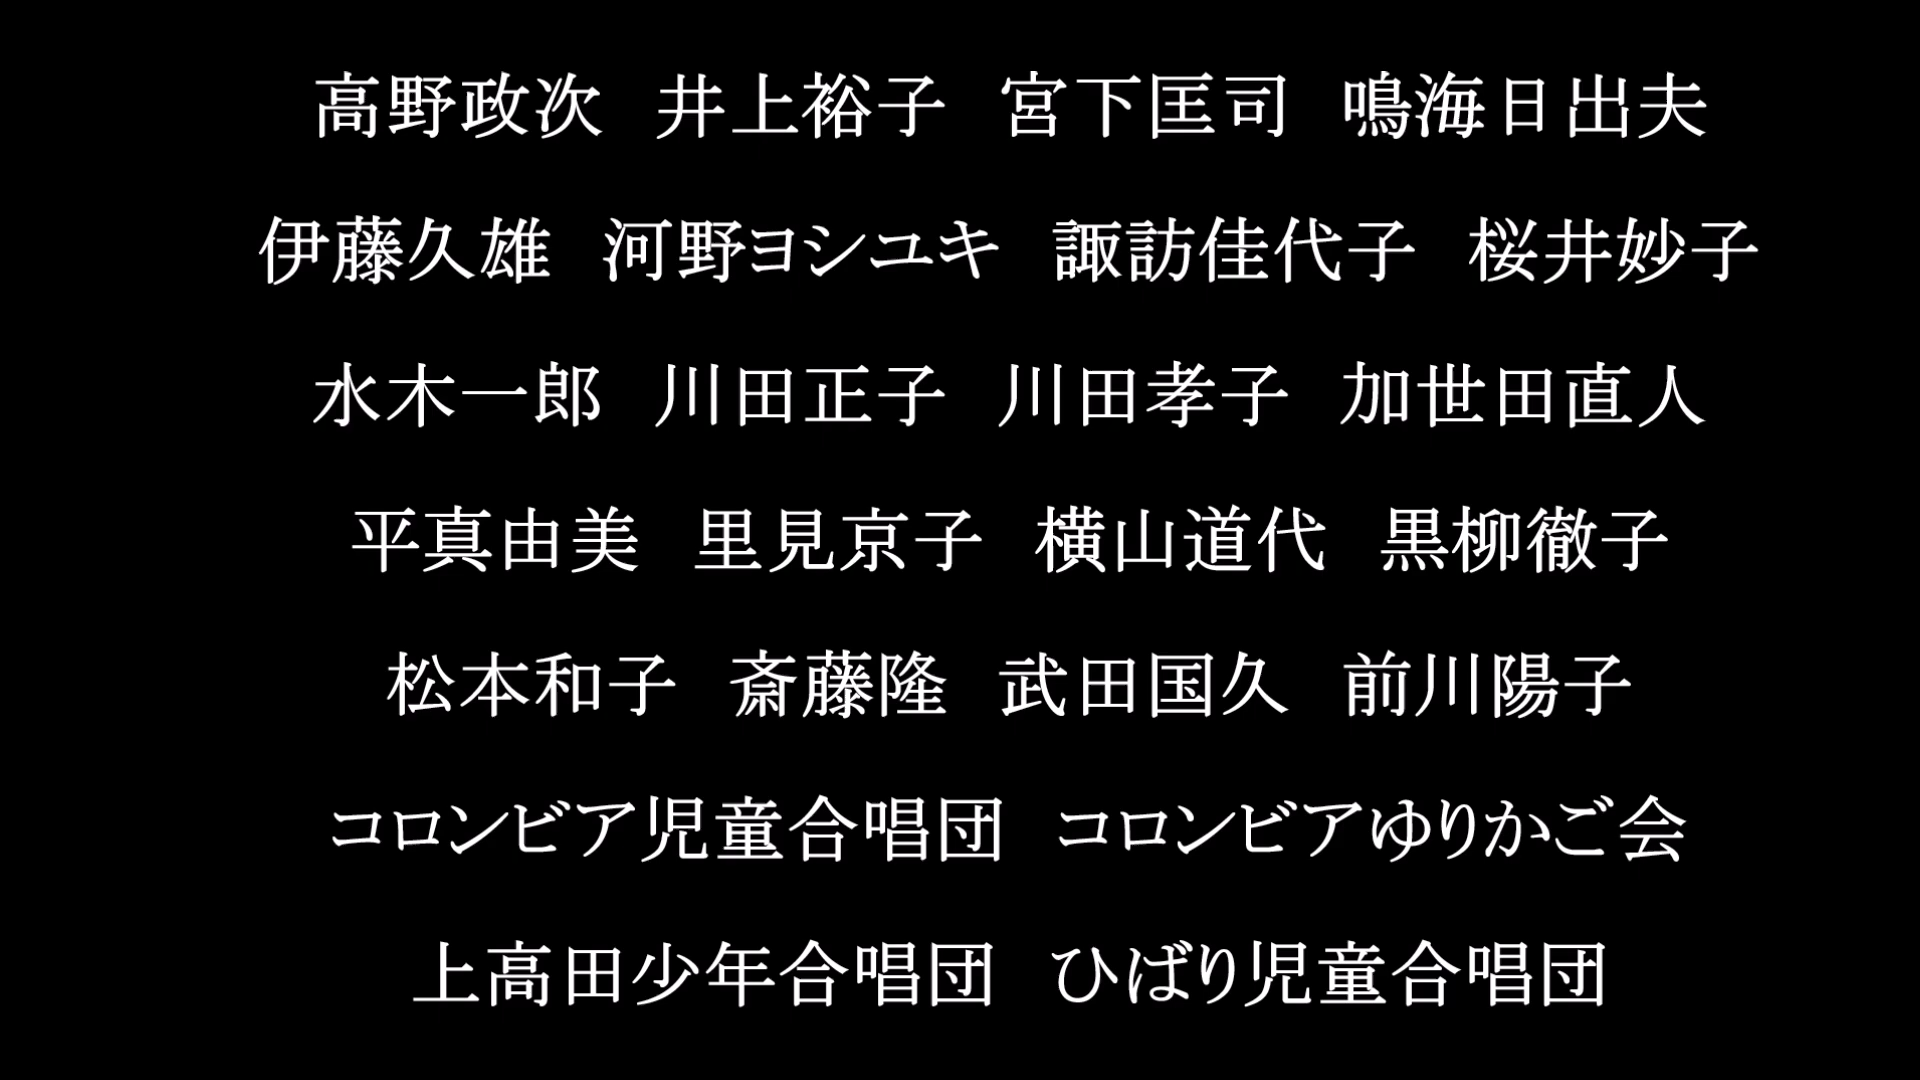 高野政次 井上裕子 宮下匡司 鳴海日出夫
伊藤久雄 河野ヨシユキ 諏訪佳代子 桜井妙子
水木一郎 川田正子 川田孝子 加世田直人
平真由美 里見京子 横山道代 黒柳徹子
松本和子 斎藤隆 武田国久 前川陽子
コロンビア児童合唱団 コロンビアゆりかご会
上高田少年合唱団 ひばり児童合唱団